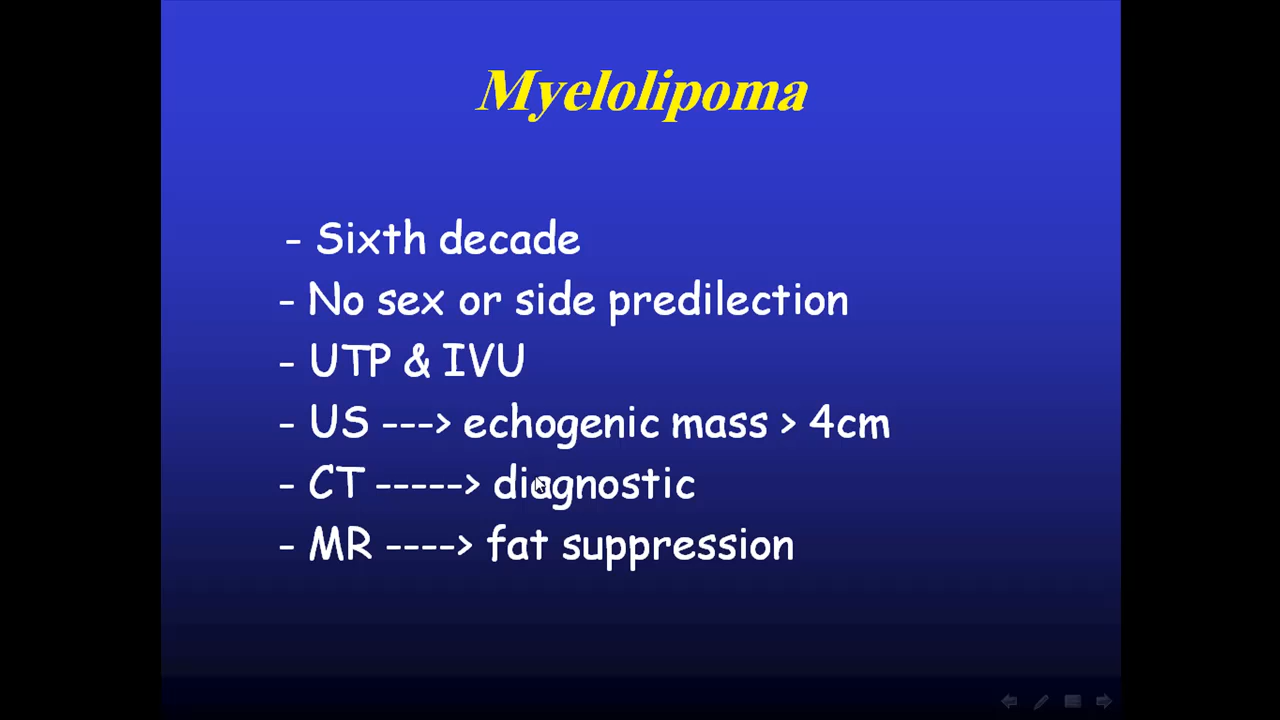 Myelolipoma
- Sixth decade
- No sex or side predilection
- UTP & IVU
- US ---> echogenic mass > 4cm
- CT -----> diagnostic
- MR ----> fat suppression